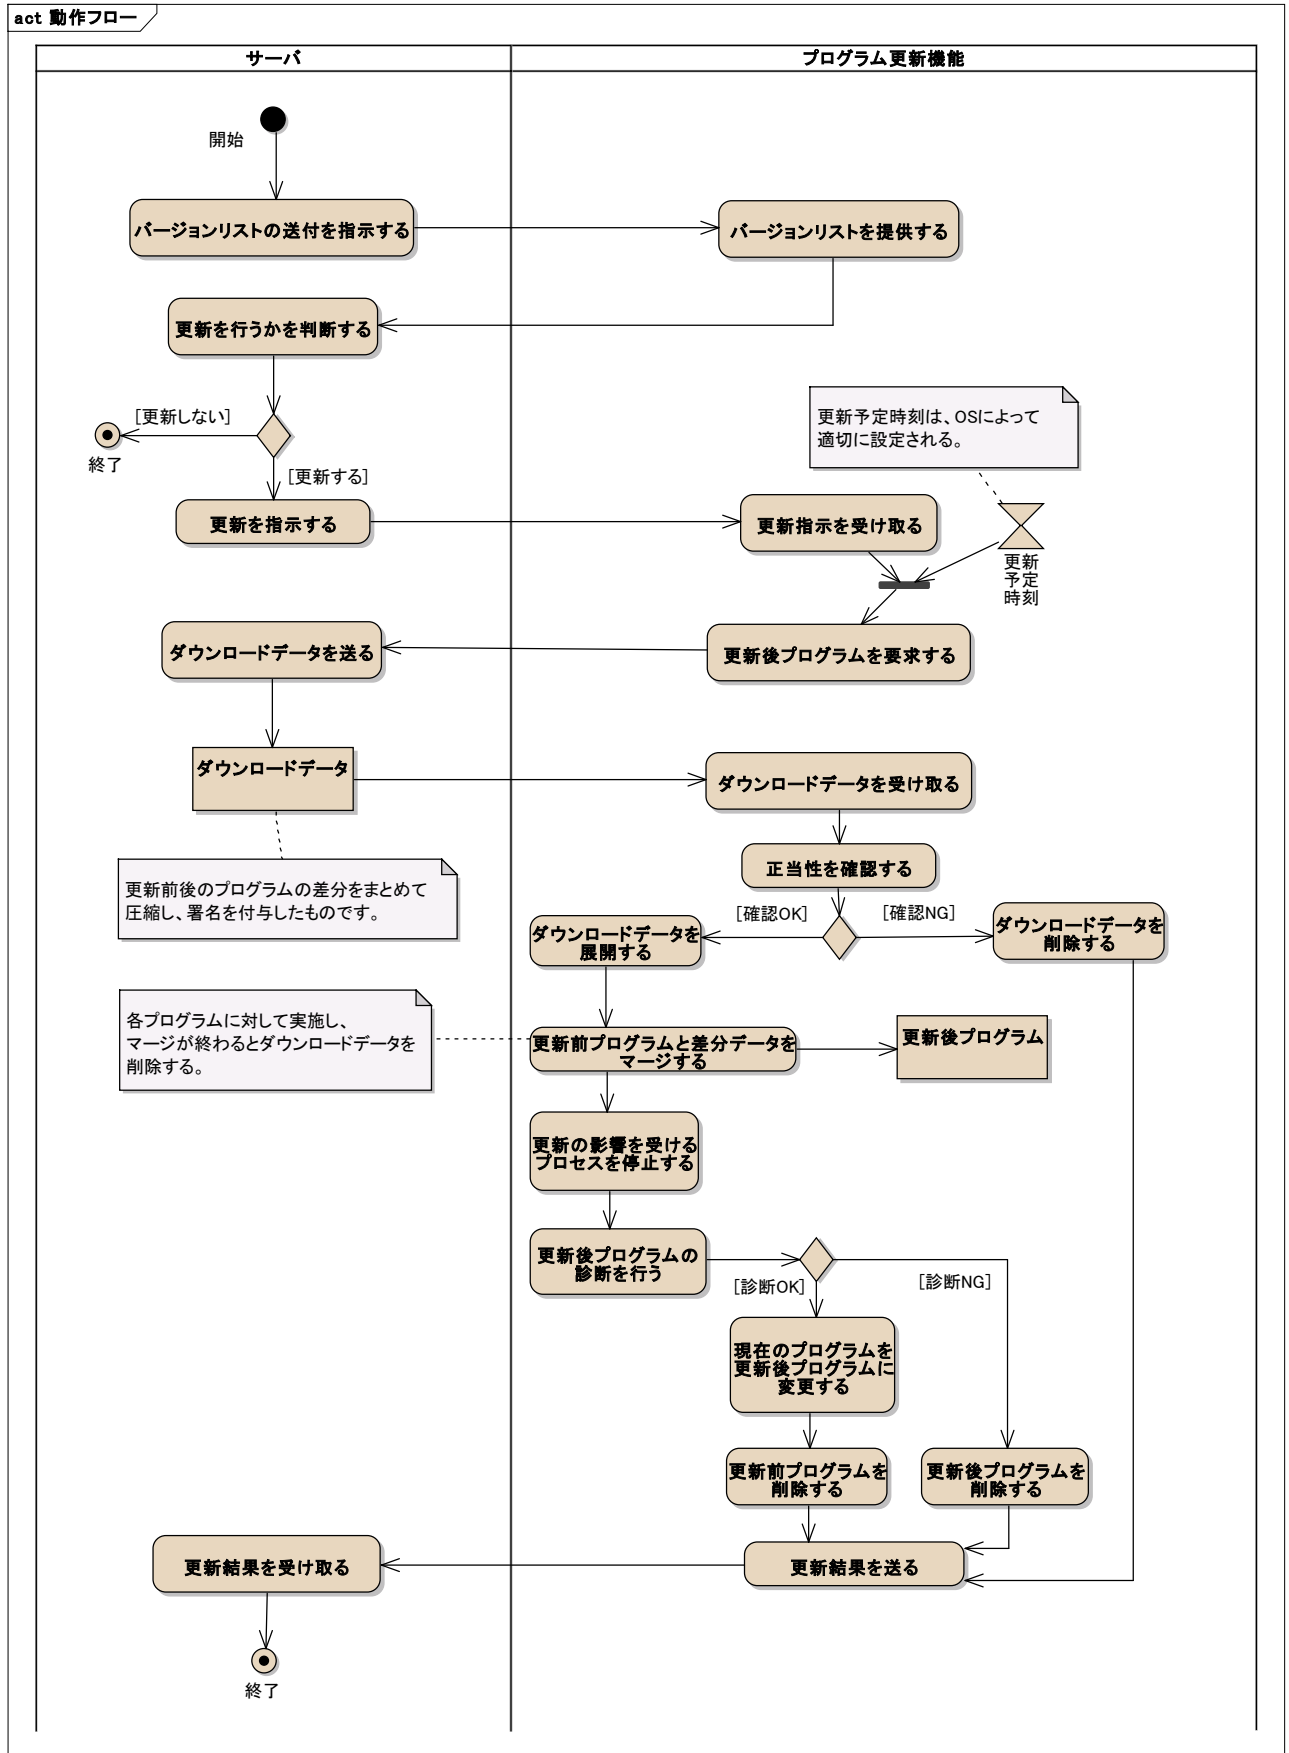 act 動作フロー
サーバ
プログラム更新機能
開始
バージョンリストの送付を指示する
バージョンリストを提供する
更新を行うかを判断する
[更新しない]
終了
[更新する]
更新予定時刻は、OSによって
適切に設定される。
更新を指示する
更新指示を受け取る
更新
予定
時刻
ダウンロードデータを送る
更新後プログラムを要求する
ダウンロードデータ
ダウンロードデータを受け取る
更新前後のプログラムの差分をまとめて
圧縮し、署名を付与したものです。
正当性を確認する
[確認OK]
[確認NG]
ダウンロードデータを
展開する
ダウンロードデータを
削除する
各プログラムに対して実施し、
マージが終わるとダウンロードデータを
削除する。
更新前プログラムと差分データを
マージする
更新後プログラム
更新の影響を受ける
プロセスを停止する
更新後プログラムの
診断を行う
[診断OK]
[診断NG]
現在のプログラムを
更新後プログラムに
変更する
更新前プログラムを
削除する
更新後プログラムを
削除する
更新結果を受け取る
更新結果を送る
終了